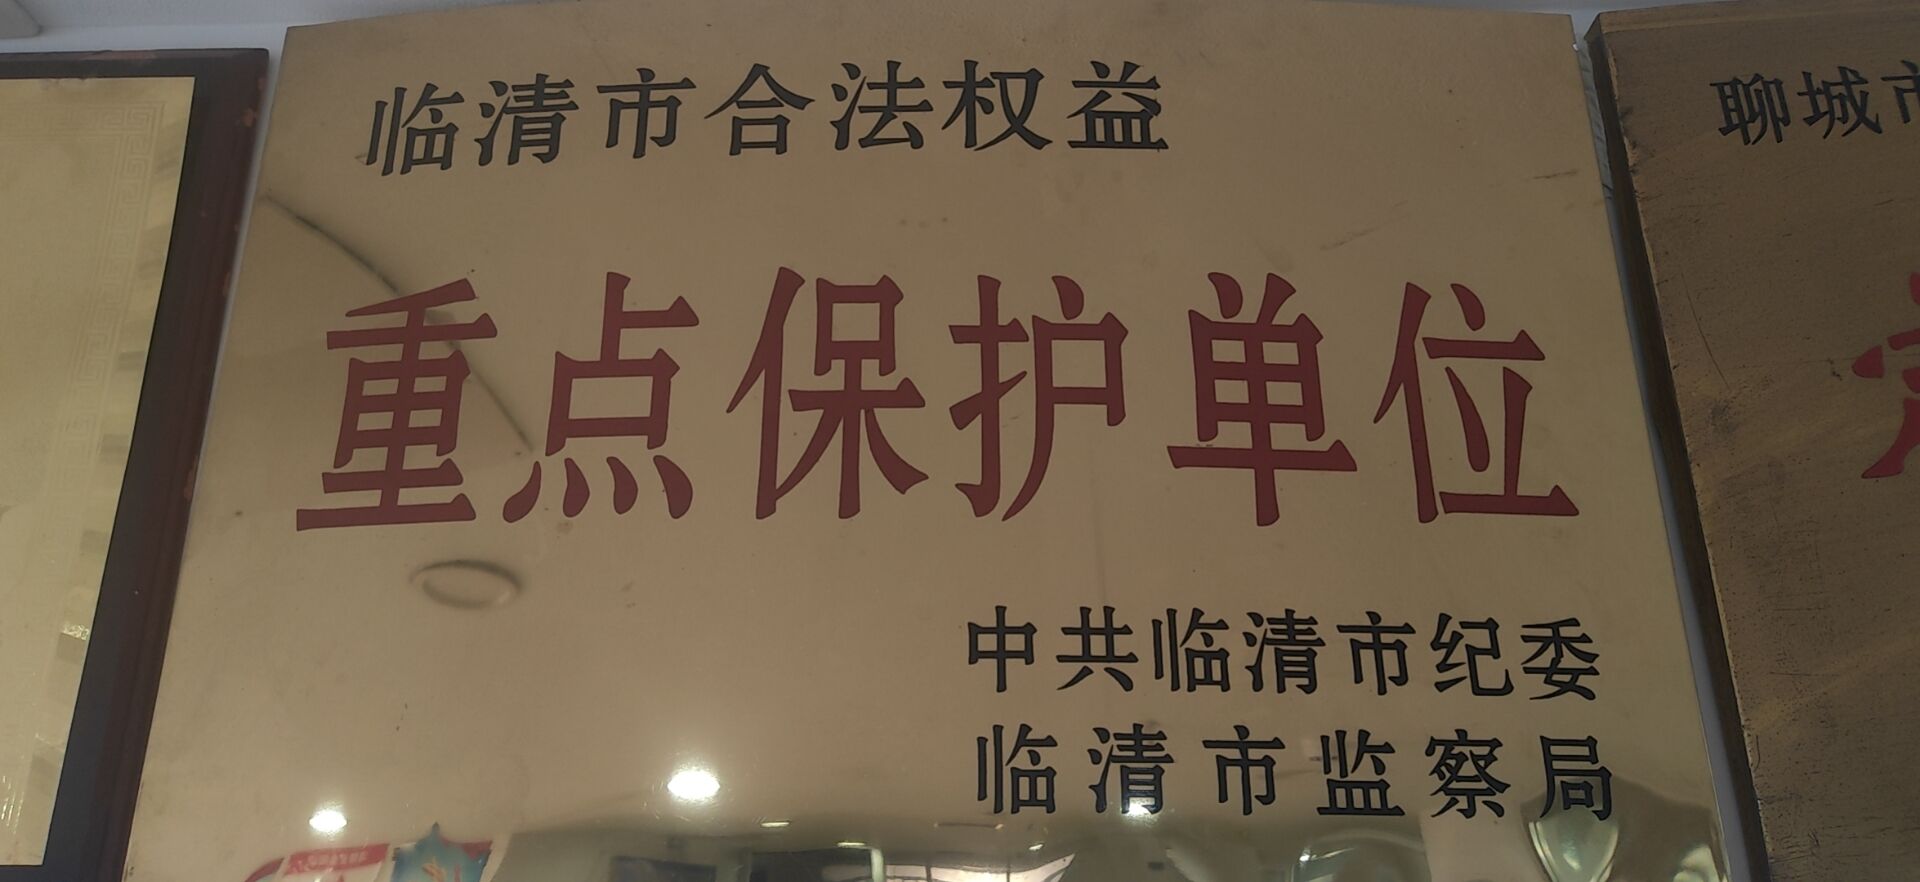 临清市合法权益
重点保护单位
中共临清市纪委
临清市监察局
聊城市